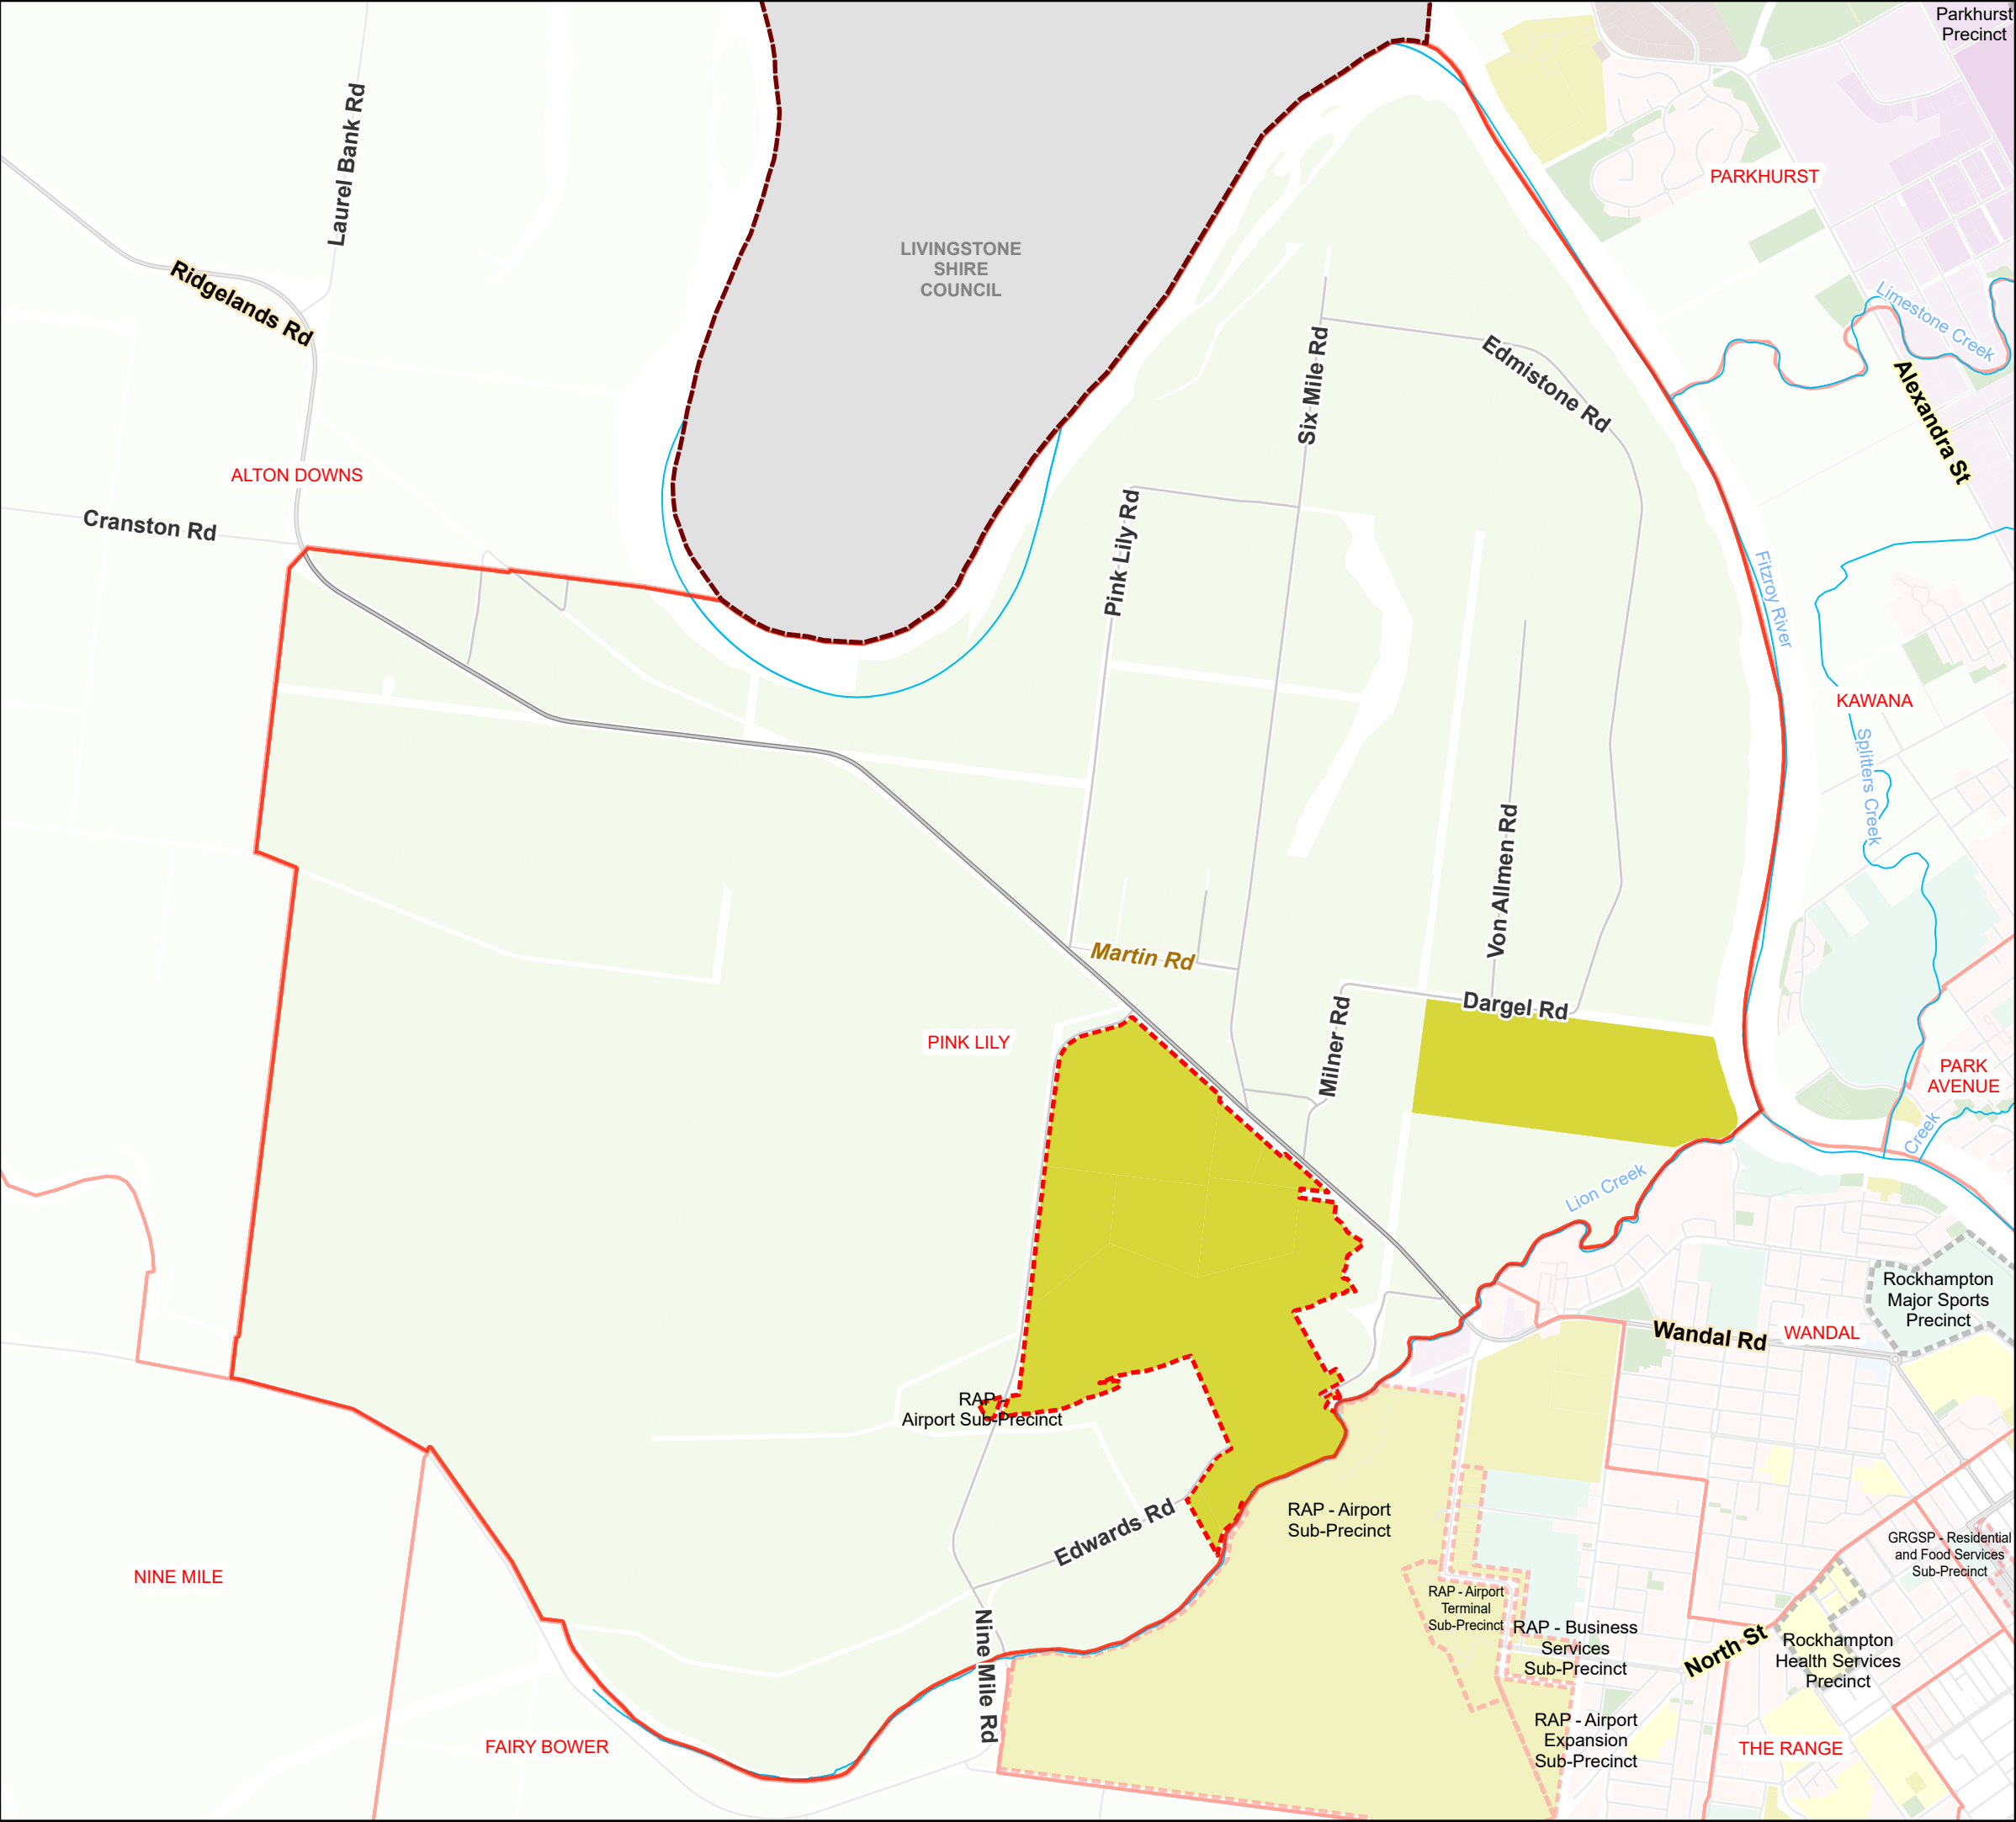 Parkhurst
Precinct
Laurel Bank Rd
PARKHURST
LIVINGSTONE
SHIRE
COUNCIL
Ridgelands Rd
Limestone Creek
Six Mile Rd
Edmistone Rd
Alexandra St
ALTON DOWNS
Cranston Rd
Pink Lily Rd
Fitzroy River
KAWANA
Splitters Creek
Von Allmen Rd
Martin Rd
Dargel Rd
PINK LILY
Milner Rd
PARK
AVENUE
Creek
Lion Creek
Rockhampton
Major Sports
Precinct
Wandal Rd
WANDAL
RAP -
Airport Sub-Precinct
RAP - Airport
Sub-Precinct
Edwards Rd
GRGSP - Residential
and Food Services
Sub-Precinct
NINE MILE
RAP - Airport
Terminal
Sub-Precinct
RAP - Business
Services
Sub-Precinct
North St
Rockhampton
Health Services
Precinct
Nine Mile Rd
RAP - Airport
Expansion
Sub-Precinct
FAIRY BOWER
THE RANGE